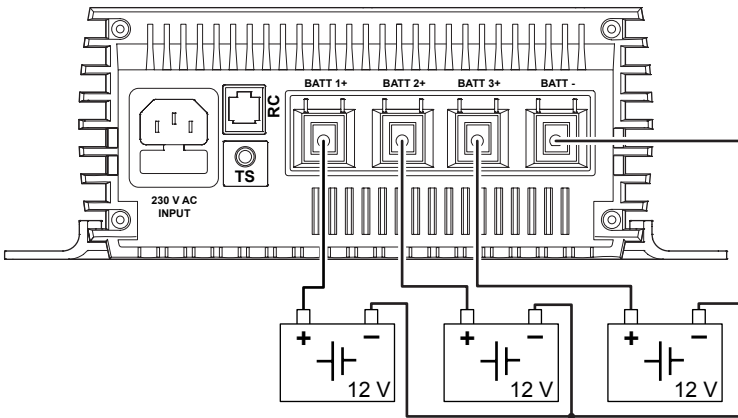 BATT 1+ BATT 2+ BATT 3+ BATT -
RC
TS
230 V AC
INPUT
+ − + − + −
12 V 12 V 12 V